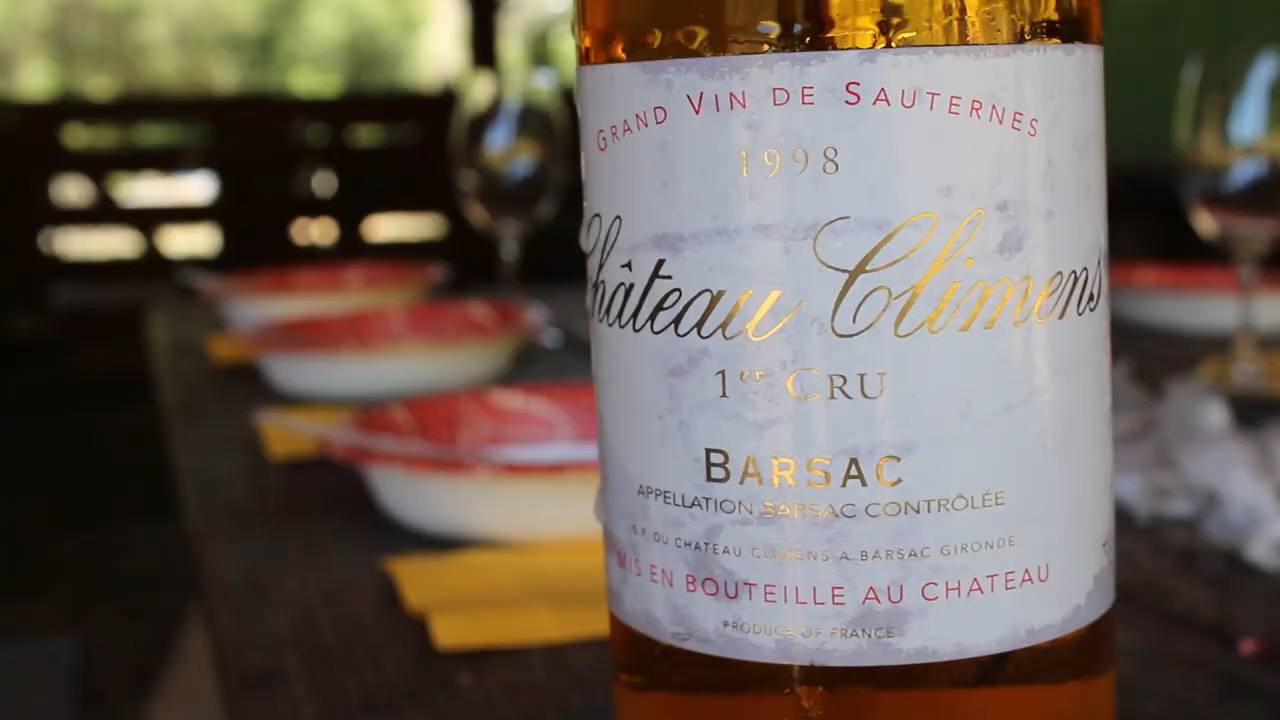 GRAND VIN DE SAUTERNES
1998
Château Climens
1er CRU
BARSAC
APPELLATION BARSAC CONTRÔLÉE
S.F. DU CHATEAU CLIMENS A BARSAC GIRONDE
MIS EN BOUTEILLE AU CHATEAU
PRODUCE OF FRANCE